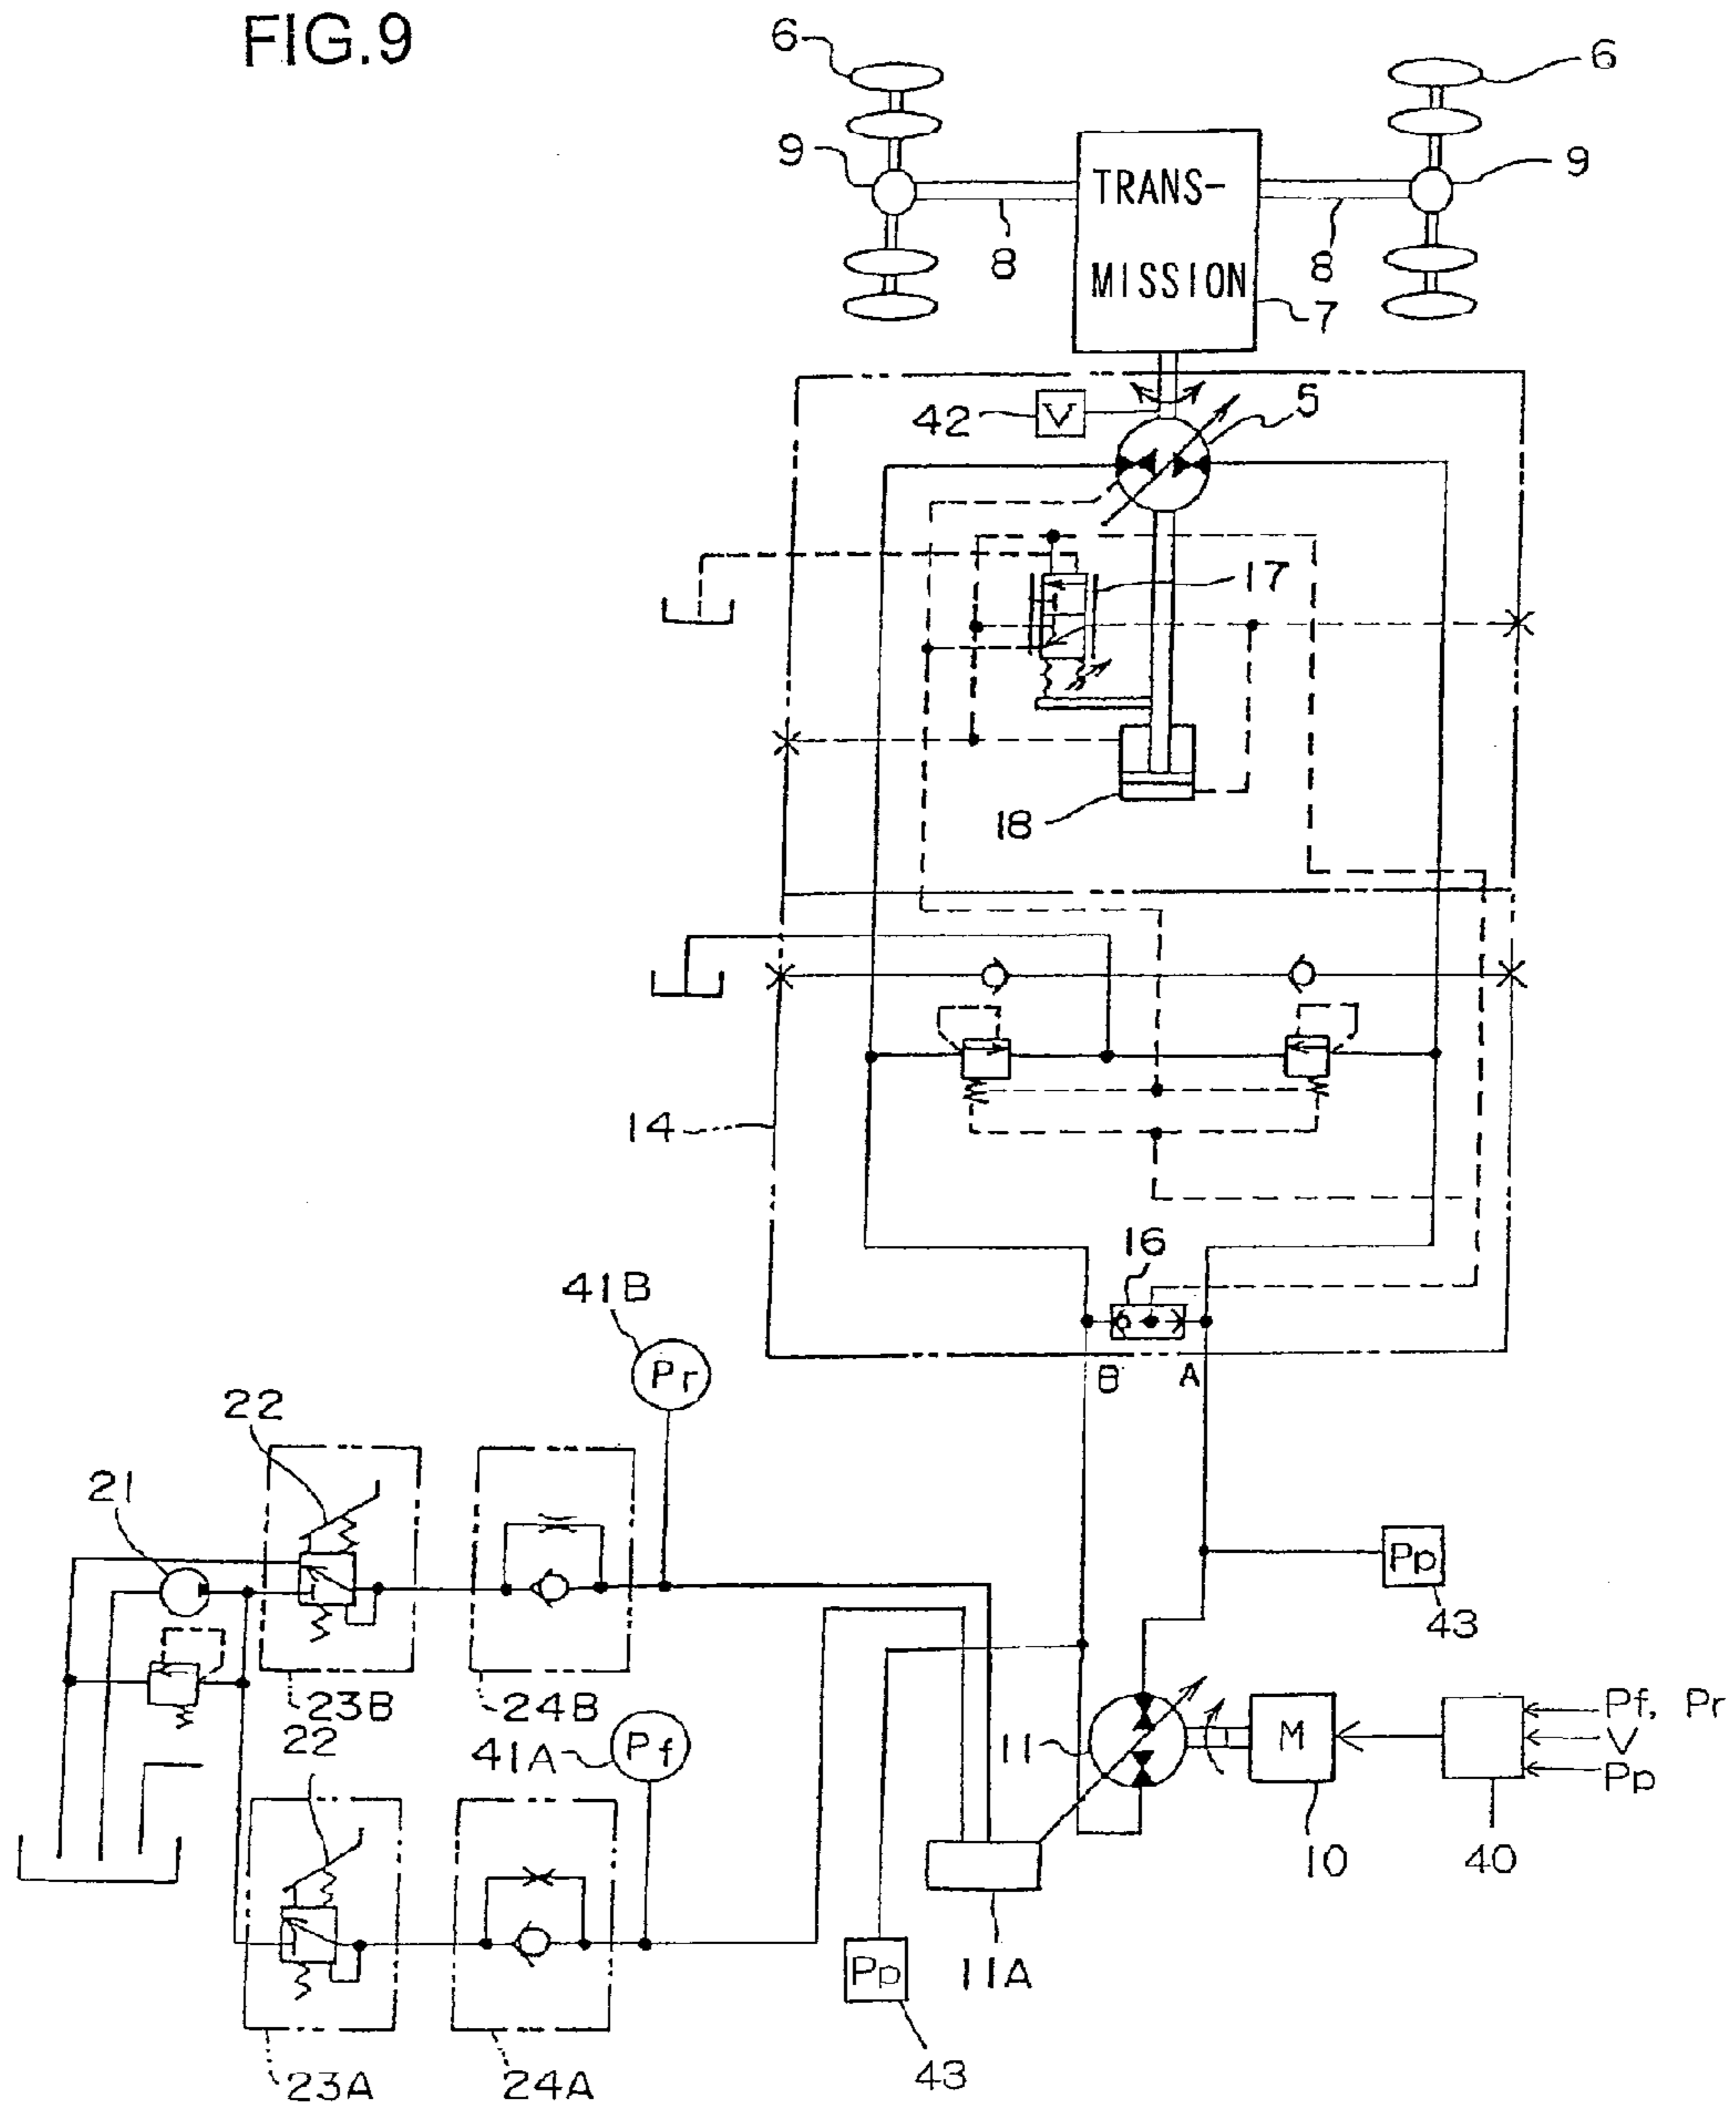 FIG.9
6
6
9
9
TRANS-
MISSION
8
8
7
42
V
5
17
18
14
16
41B
Pr
B
A
22
21
Pp
43
23B
24B
22
41A
Pf
11
M
Pf, Pr
V
Pp
10
40
11A
Pp
43
23A
24A